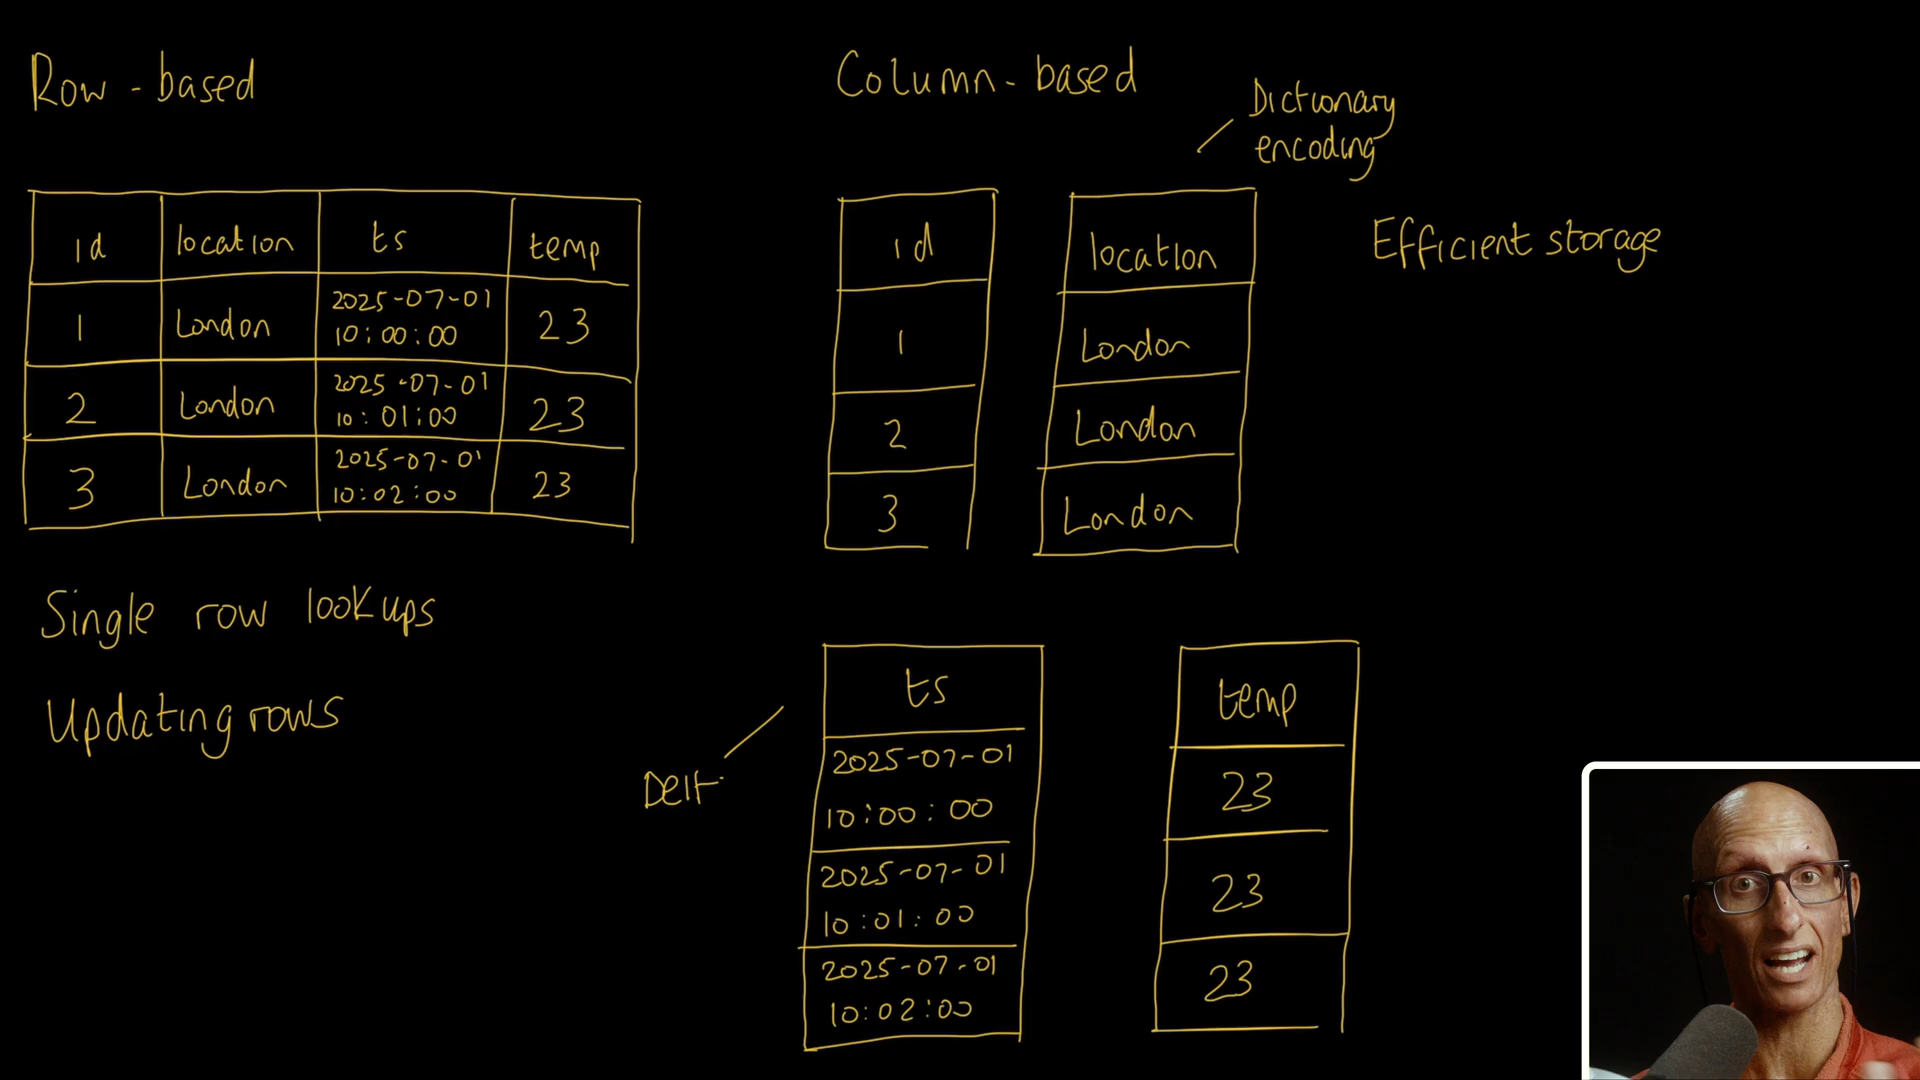 Row-based
id location ts temp
1 London 2025-07-01 10:00:00 23
2 London 2025-07-01 10:01:00 23
3 London 2025-07-01 10:02:00 23
Single row lookups
Updating rows
Column-based
Dictionary
encoding
Efficient storage
id
1
2
3
location
London
London
London
Delt
ts
2025-07-01
10:00:00
2025-07-01
10:01:00
2025-07-01
10:02:00
temp
23
23
23